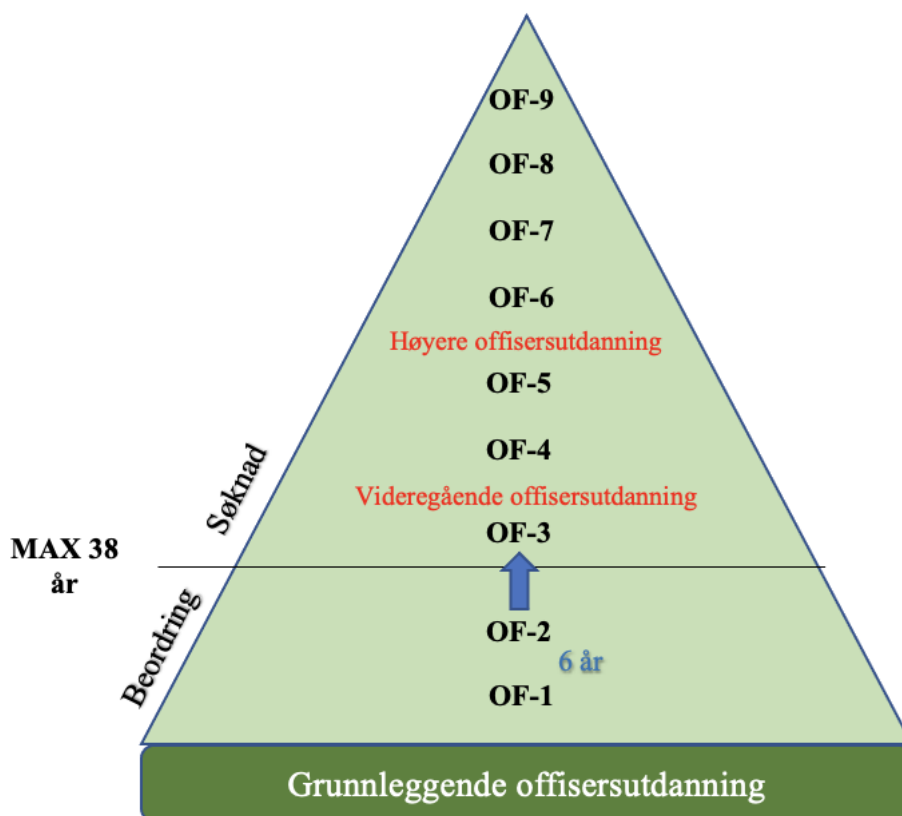 OF-9
OF-8
OF-7
OF-6
Høyere offisersutdanning
OF-5
OF-4
Søknad
Videregående offisersutdanning
OF-3
MAX 38
år
Beordring
OF-2
6 år
OF-1
Grunnleggende offisersutdanning